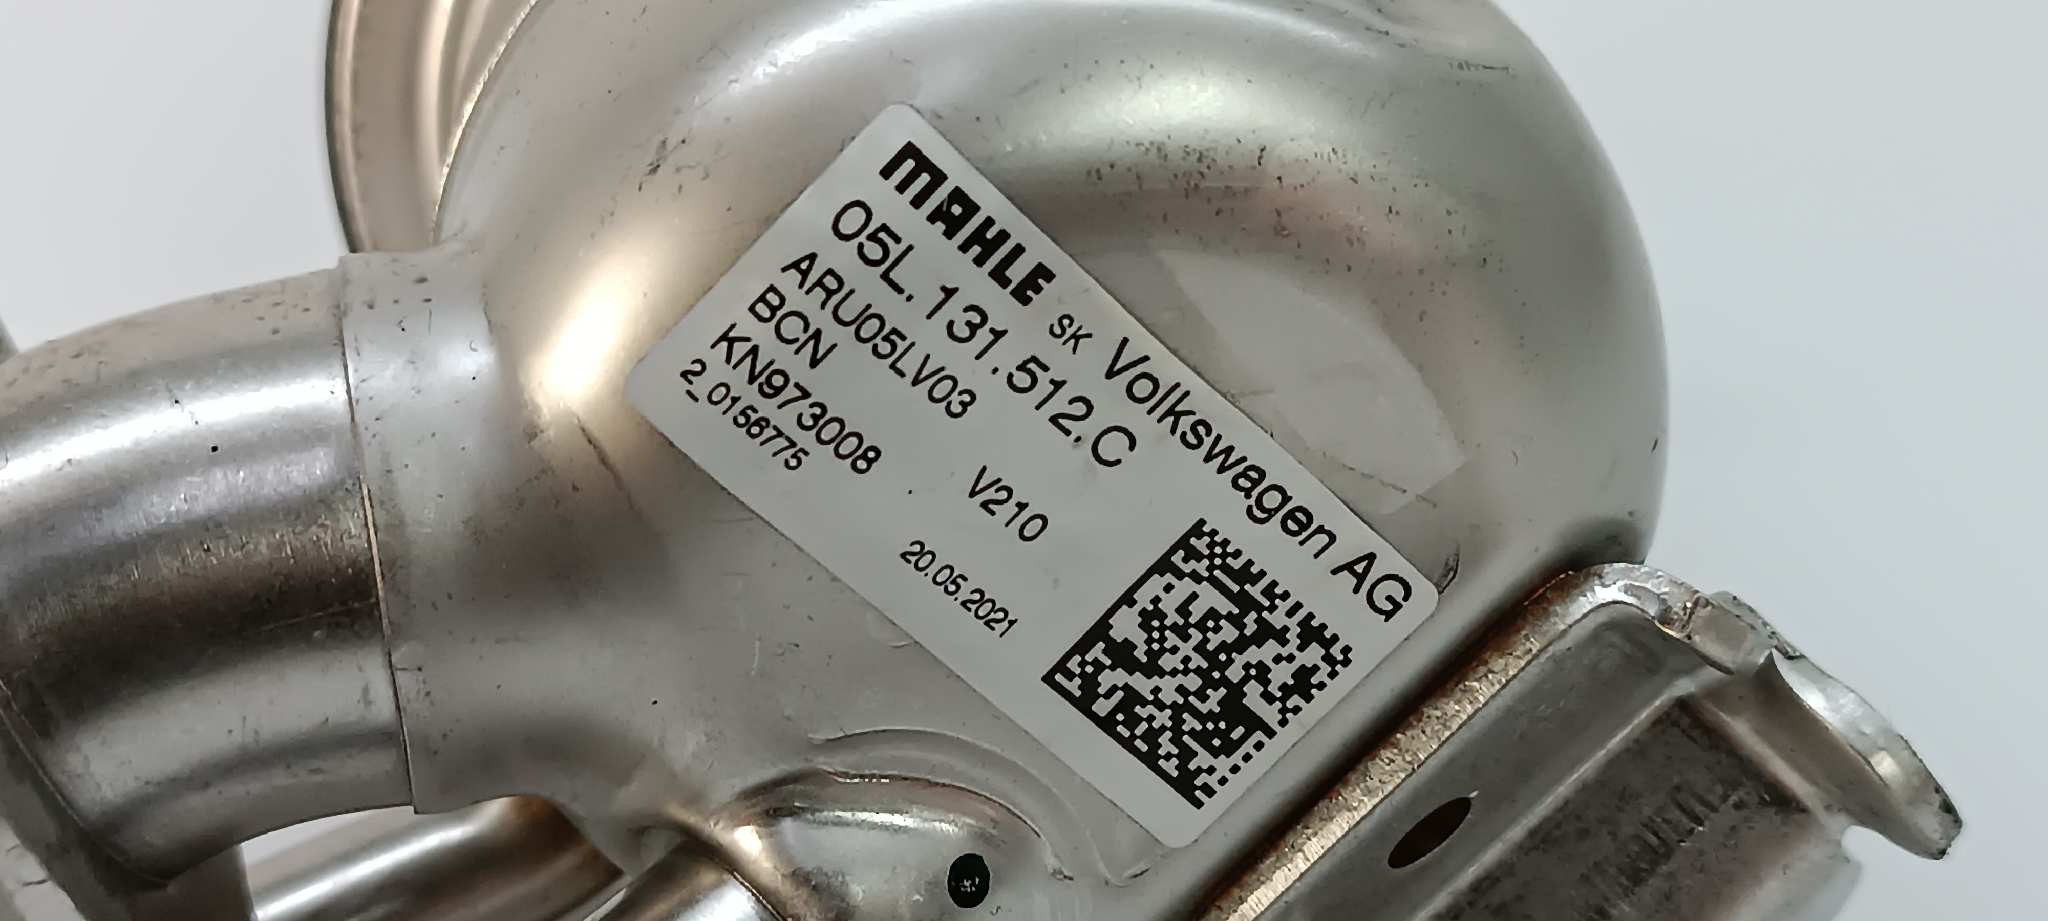 MAHLE SK Volkswagen AG
05L.131.512.C
ARU05LV03
BCN V210
KN973008
2_0156775 20.05.2021